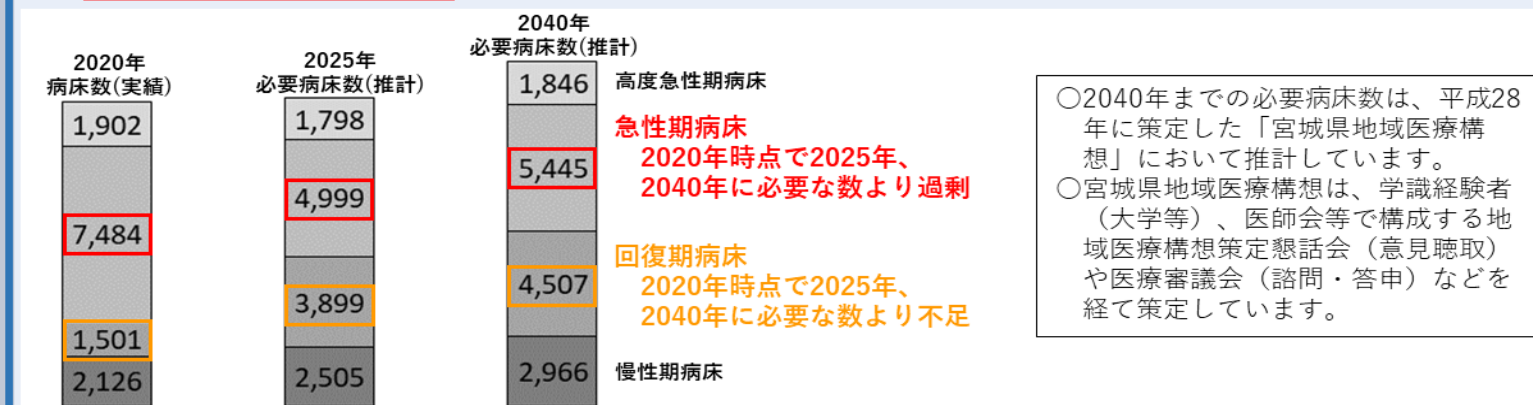 2020年
病床数(実績)
1,902
7,484
1,501
2,126
2025年
必要病床数(推計)
1,798
4,999
3,899
2,505
2040年
必要病床数(推計)
1,846
5,445
4,507
2,966
高度急性期病床
急性期病床
2020年時点で2025年、
2040年に必要な数より過剰
回復期病床
2020年時点で2025年、
2040年に必要な数より不足
慢性期病床
○2040年までの必要病床数は、平成28
年に策定した「宮城県地域医療構
想」において推計しています。
○宮城県地域医療構想は、学識経験者
（大学等）、医師会等で構成する地
域医療構想策定懇話会（意見聴取）
や医療審議会（諮問・答申）などを
経て策定しています。